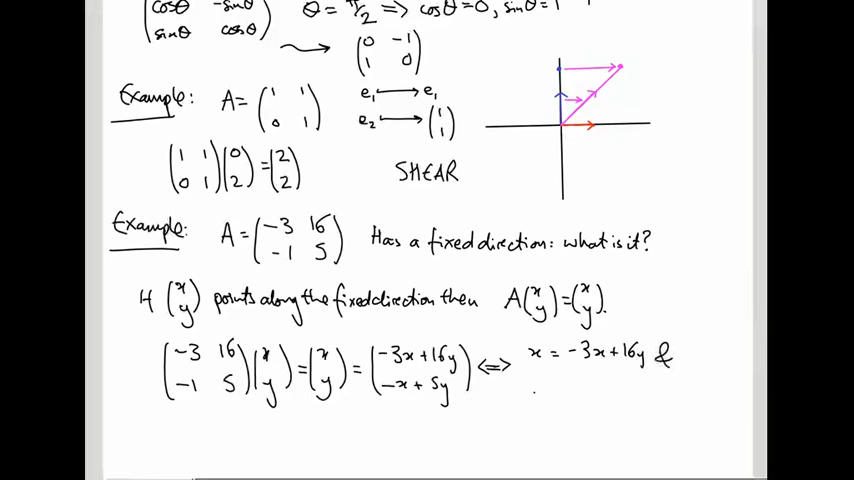 (cosθ -sinθ
sinθ cosθ) θ = π/2 ⇒ cosθ=0, sinθ=1
→ (0 -1
1 0)
Example: A= (1 1
0 1) e₁ ↦ e₁
e₂ ↦ (1
1)
(1 1
0 1)(0
2)=(2
2) SHEAR
Example: A = (-3 16
-1 5) Has a fixed direction: what is it?
If (x
y) points along the fixed direction then A(x
y)=(x
y).
(-3 16
-1 5)(x
y)=(x
y)=(-3x+16y
-x+5y) ⇔ x = -3x+16y &